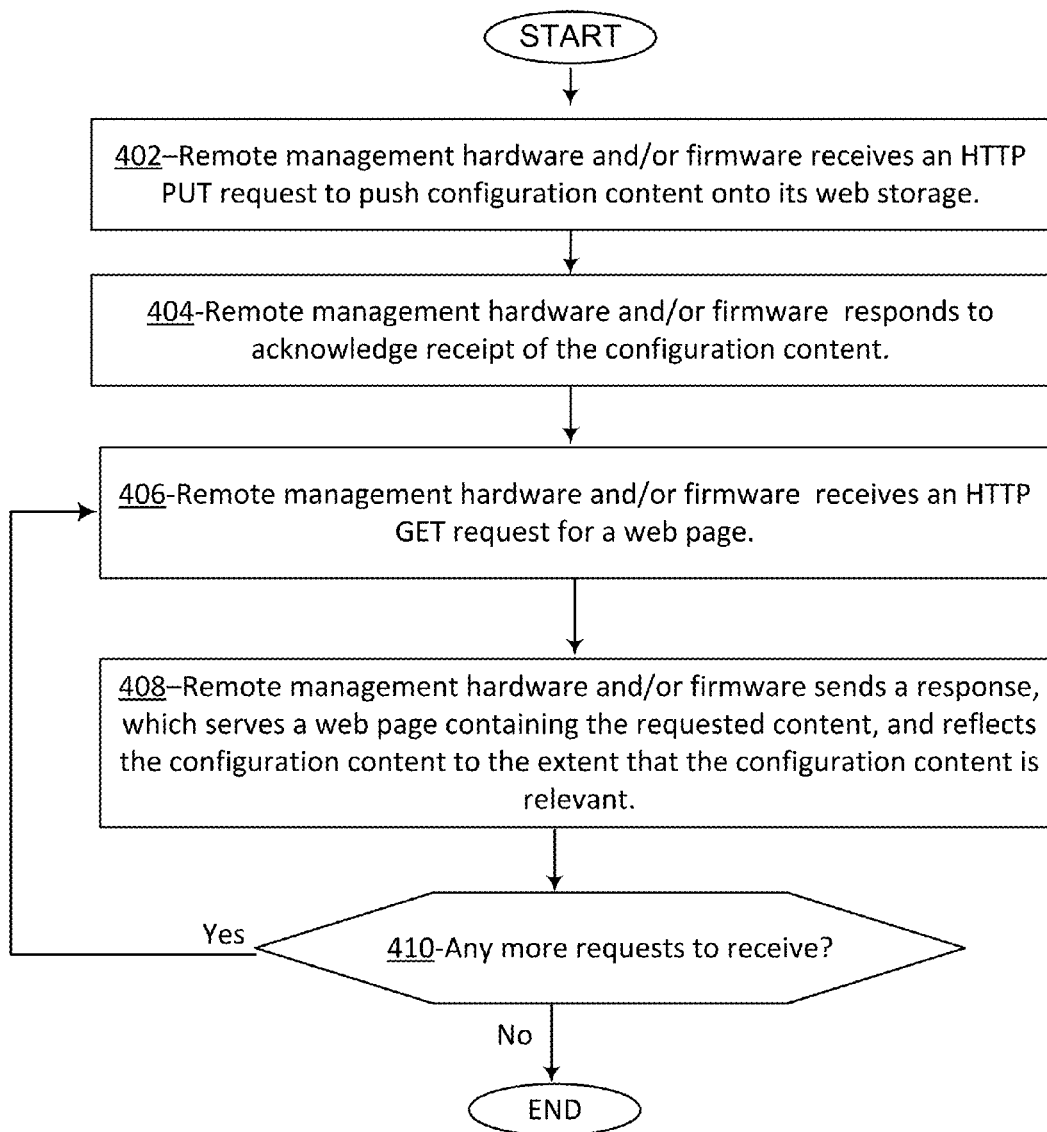 START
402–Remote management hardware and/or firmware receives an HTTP
PUT request to push configuration content onto its web storage.
404-Remote management hardware and/or firmware responds to
acknowledge receipt of the configuration content.
406-Remote management hardware and/or firmware receives an HTTP
GET request for a web page.
408–Remote management hardware and/or firmware sends a response,
which serves a web page containing the requested content, and reflects
the configuration content to the extent that the configuration content is
relevant.
Yes
410-Any more requests to receive?
No
END